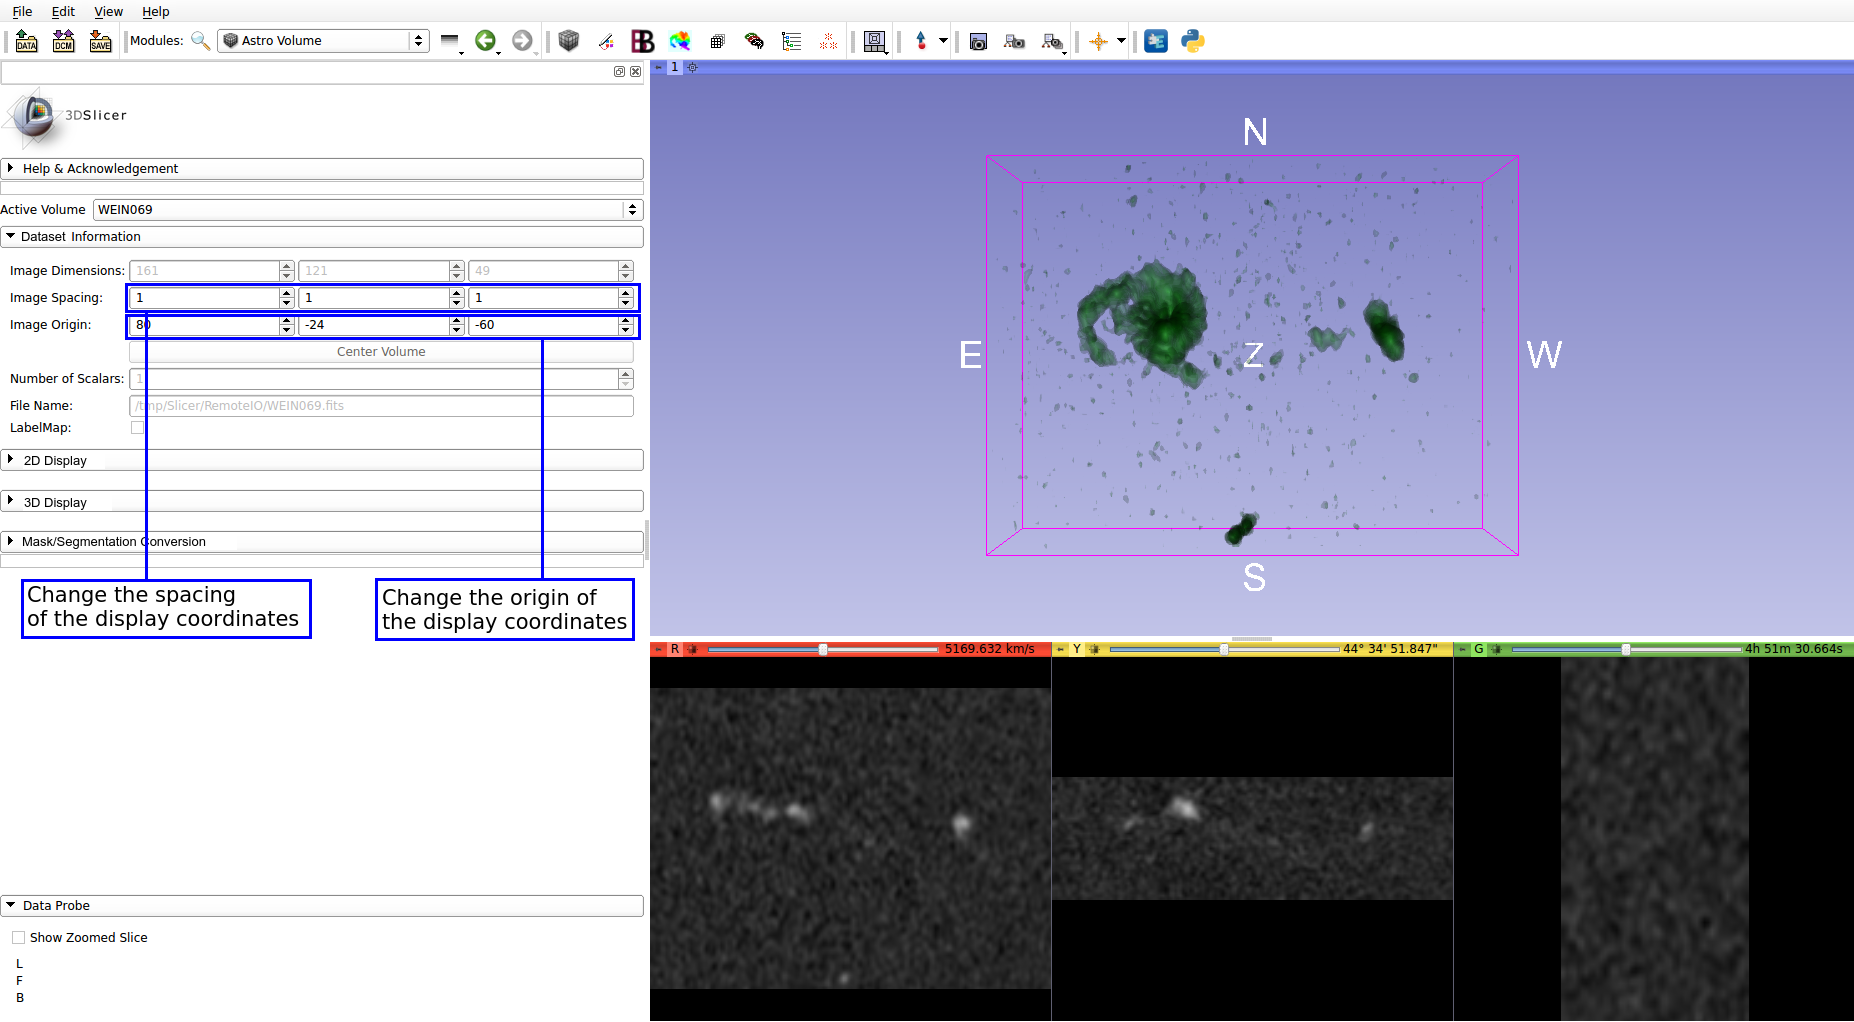 File Edit View Help
DATA DCM SAVE Modules: Astro Volume
1
3DSlicer
Help & Acknowledgement
Active Volume WEIN069
Dataset Information
Image Dimensions: 161 121 49
Image Spacing: 1 1 1
Image Origin: 80 -24 -60
Center Volume
Number of Scalars: 1
File Name: /tmp/Slicer/RemoteIO/WEIN069.fits
LabelMap:
2D Display
3D Display
Mask/Segmentation Conversion
Change the spacing
of the display coordinates
Change the origin of
the display coordinates
Data Probe
Show Zoomed Slice
L
F
B
N
E Z W
S
R 5169.632 km/s Y 44° 34' 51.847" G 4h 51m 30.664s